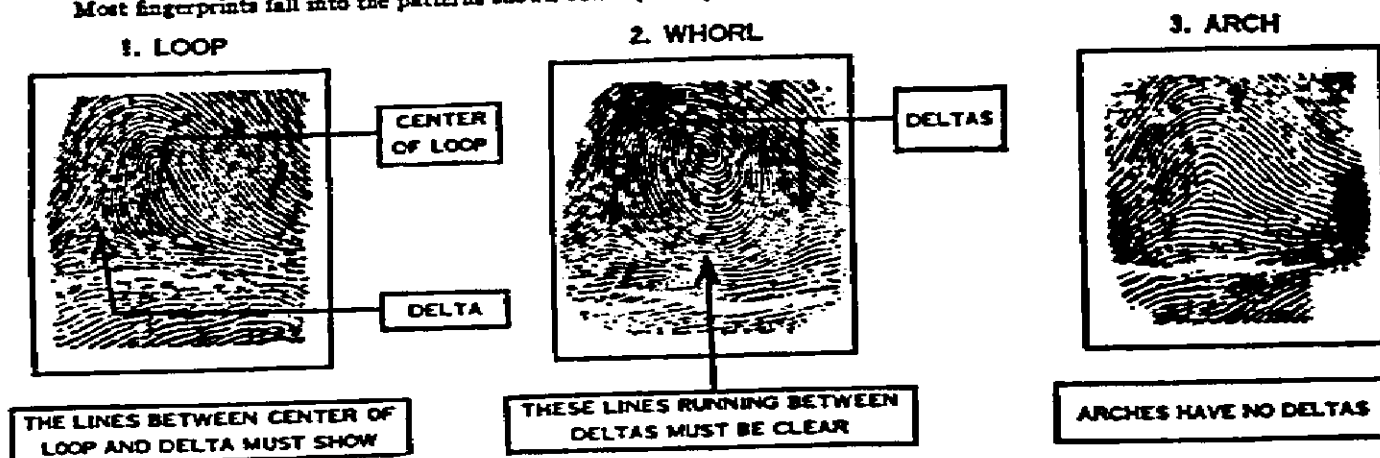 Most fingerprints fall into the patterns shown
1. LOOP
2. WHORL
3. ARCH
CENTER
OF LOOP
DELTA
DELTAS
THE LINES BETWEEN CENTER OF
LOOP AND DELTA MUST SHOW
THESE LINES RUNNING BETWEEN
DELTAS MUST BE CLEAR
ARCHES HAVE NO DELTAS